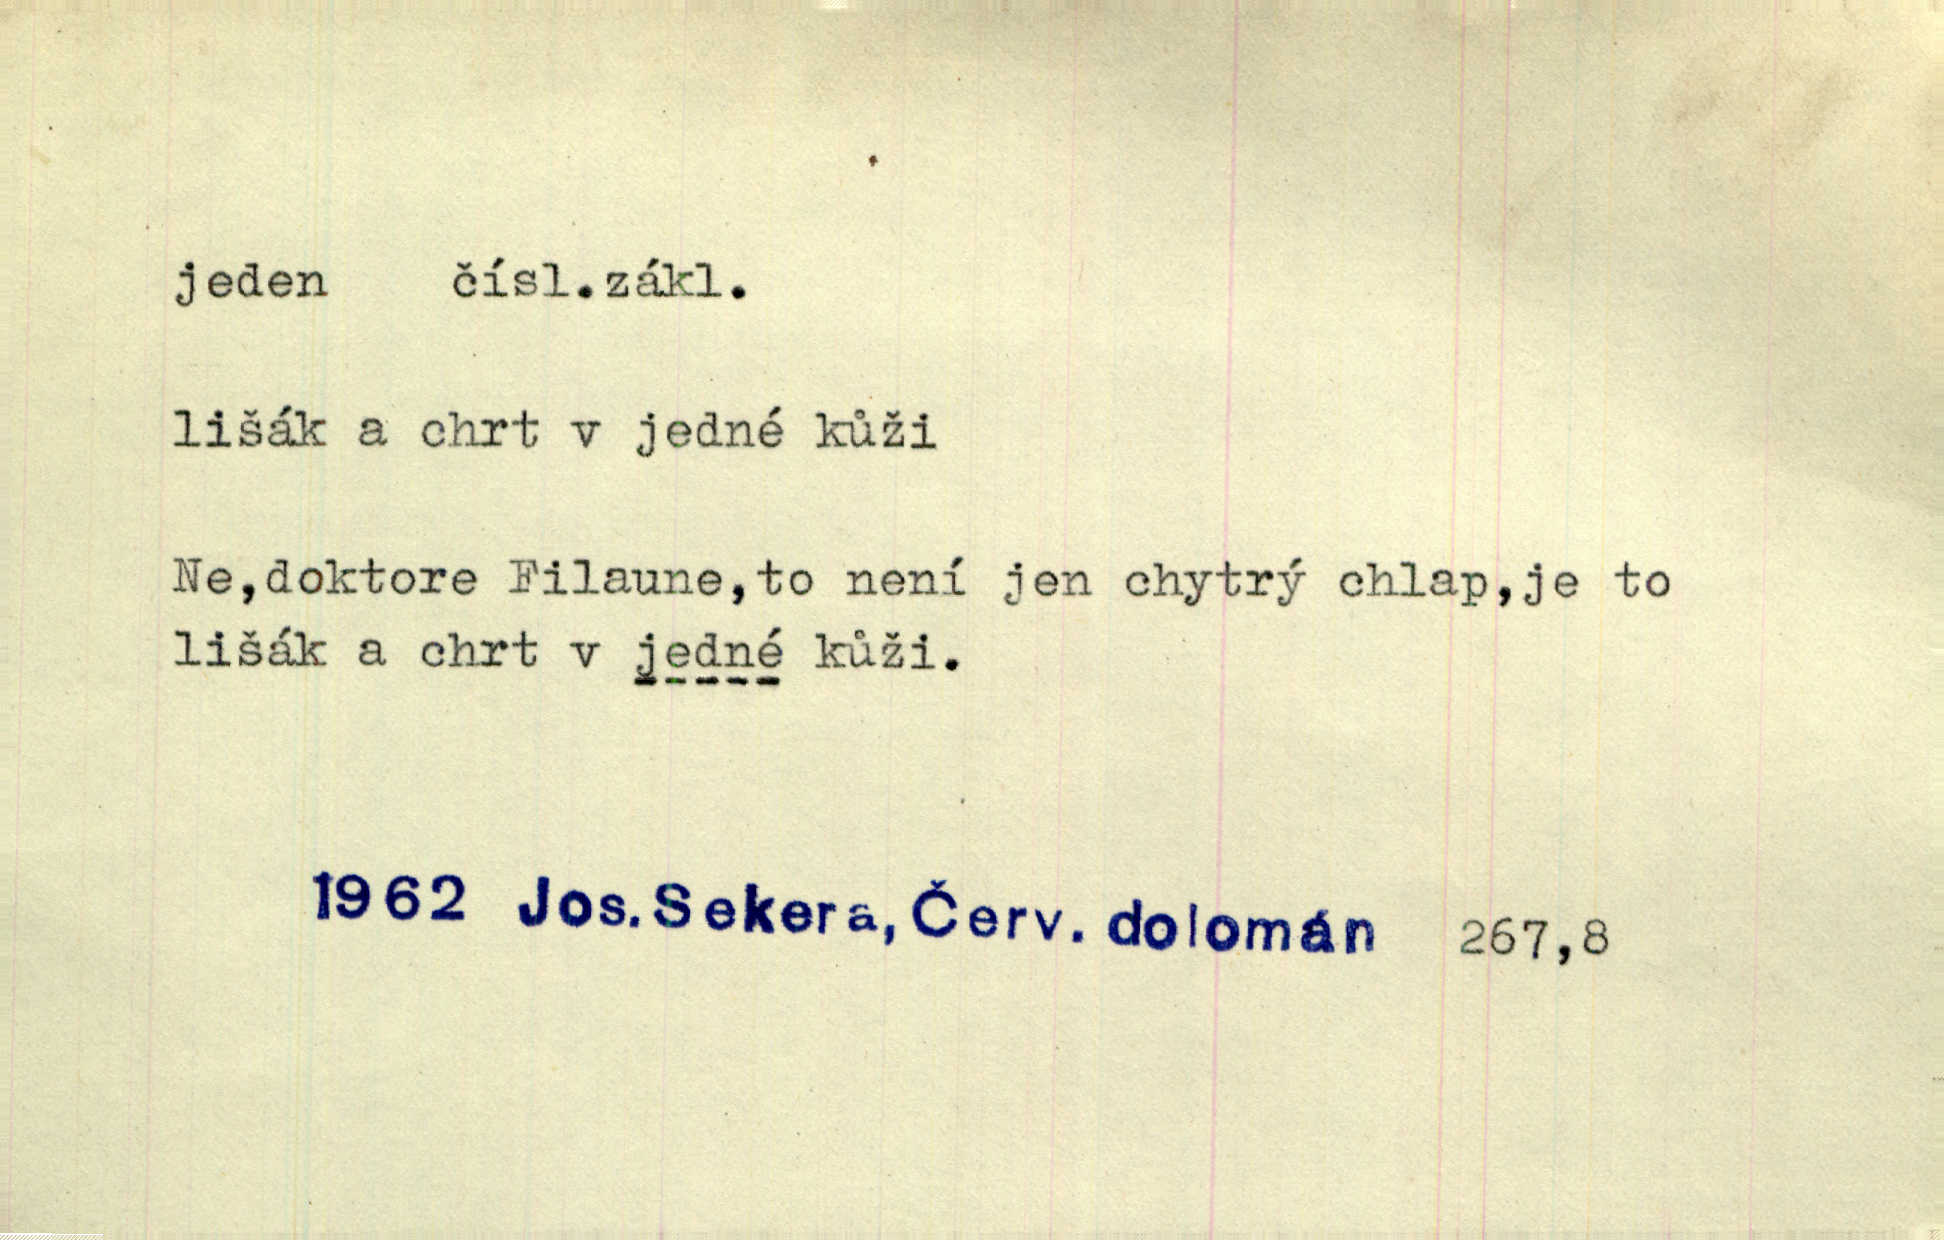 jeden čísl.zákl.
lišák a chrt v jedné kůži
Ne,doktore Filaune,to není jen chytrý chlap,je to
lišák a chrt v jedné kůži.
1962 Jos.Sekera, Červ. dolomán 267,8